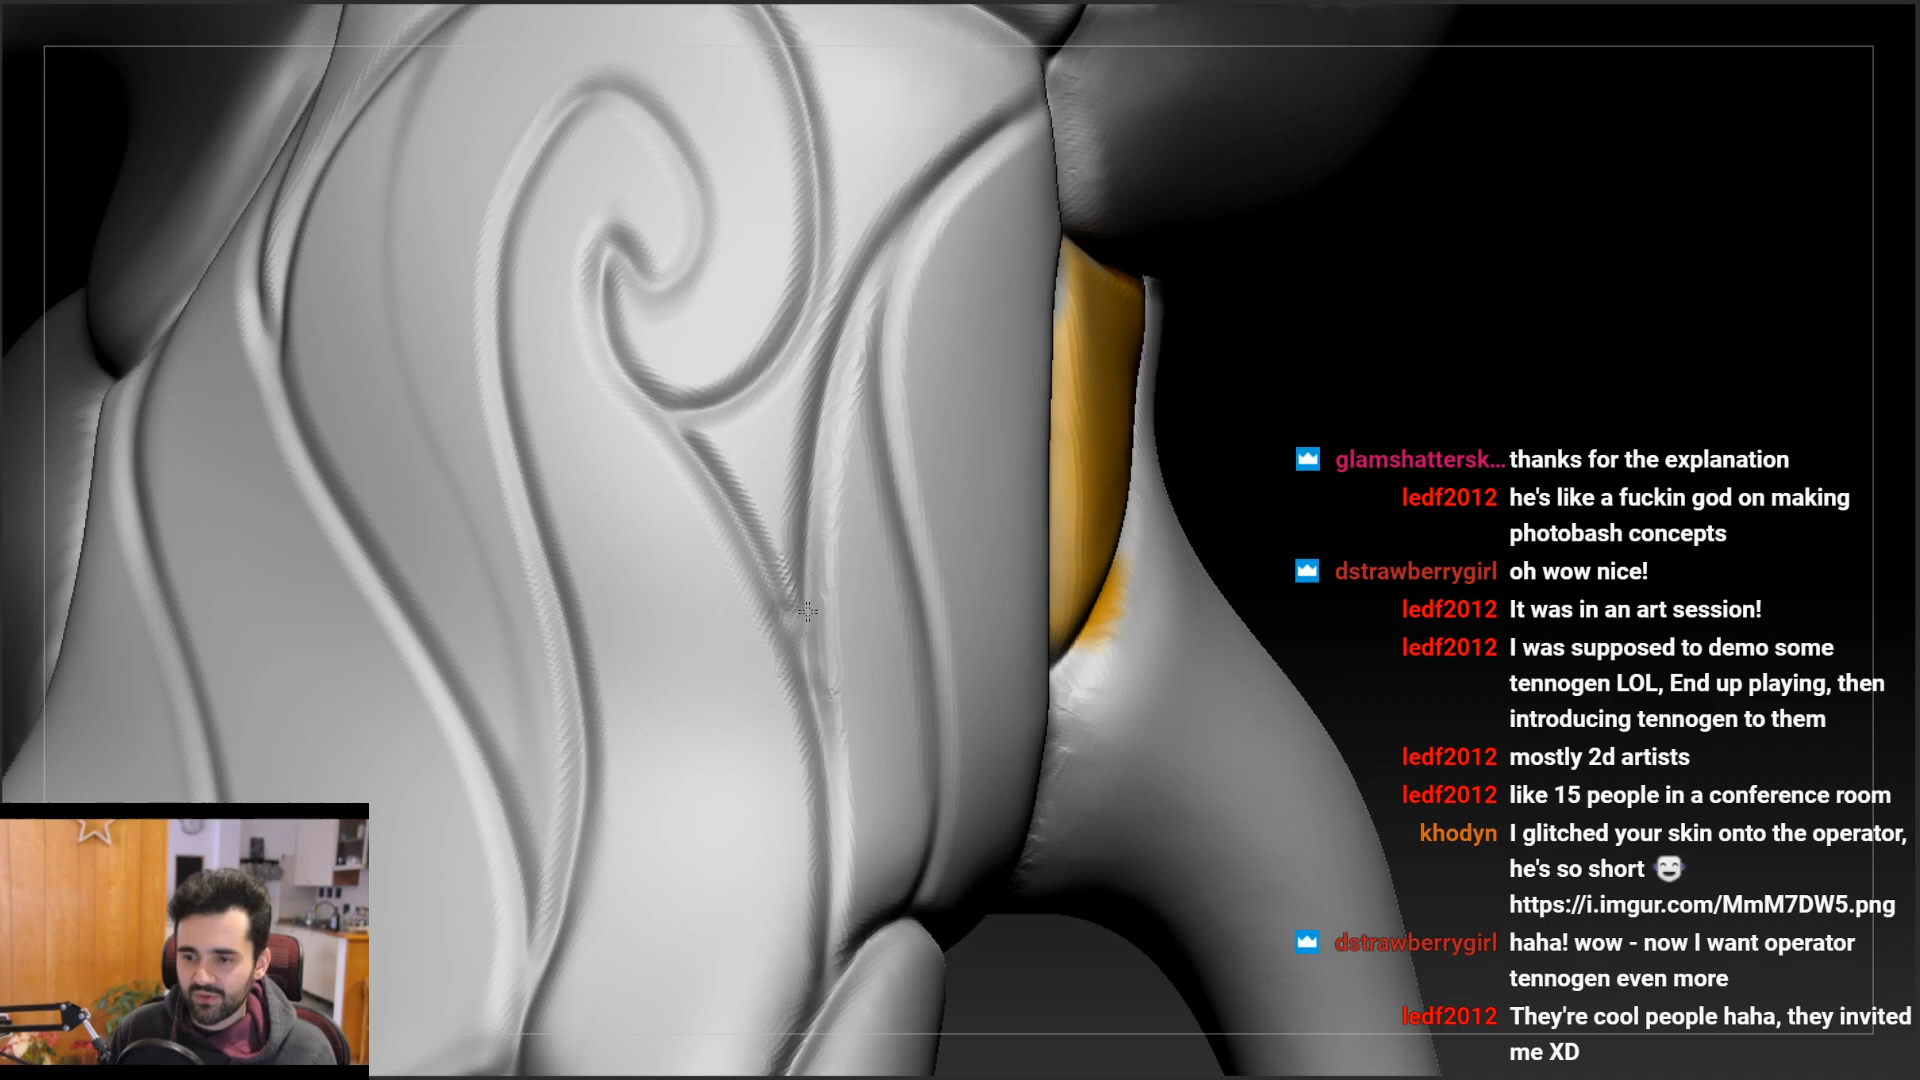 glamshattersk... thanks for the explanation
ledf2012 he's like a fuckin god on making
photobash concepts
dstrawberrygirl oh wow nice!
ledf2012 It was in an art session!
ledf2012 I was supposed to demo some
tennogen LOL, End up playing, then
introducing tennogen to them
ledf2012 mostly 2d artists
ledf2012 like 15 people in a conference room
khodyn I glitched your skin onto the operator,
he's so short
https://i.imgur.com/MmM7DW5.png
dstrawberrygirl haha! wow - now I want operator
tennogen even more
ledf2012 They're cool people haha, they invited
me XD